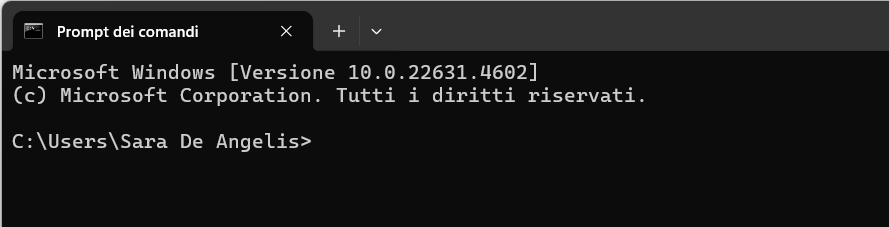 Prompt dei comandi
Microsoft Windows [Versione 10.0.22631.4602]
(c) Microsoft Corporation. Tutti i diritti riservati.
C:\Users\Sara De Angelis>